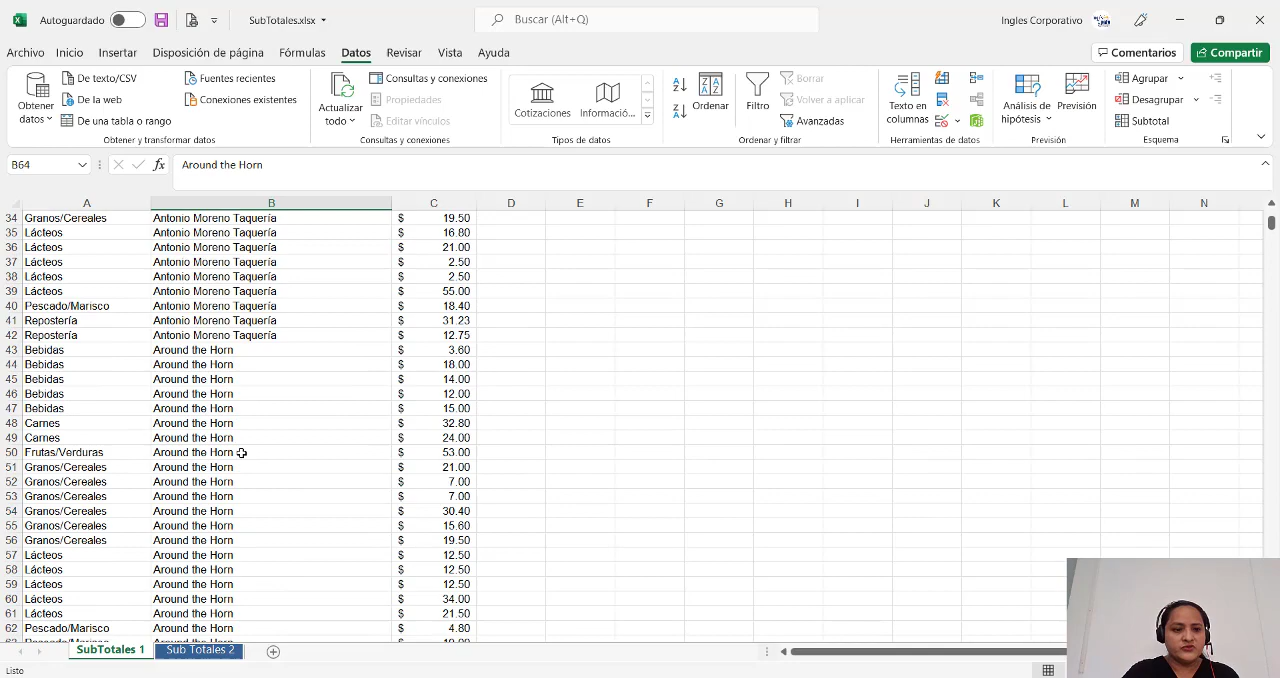 Autoguardado SubTotales.xlsx Buscar (Alt+Q) Ingles Corporativo
Archivo Inicio Insertar Disposición de página Fórmulas Datos Revisar Vista Ayuda Comentarios Compartir
Obtener datos
De texto/CSV
De la web
De una tabla o rango
Fuentes recientes
Conexiones existentes
Obtener y transformar datos
Actualizar todo
Consultas y conexiones
Propiedades
Editar vínculos
Consultas y conexiones
Cotizaciones Informació...
Tipos de datos
Ordenar
Filtro
Borrar
Volver a aplicar
Avanzadas
Ordenar y filtrar
Texto en columnas
Herramientas de datos
Análisis de hipótesis
Previsión
Previsión
Agrupar
Desagrupar
Subtotal
Esquema
B64 fx Around the Horn
A B C D E F G H I J K L M N
34 Granos/Cereales Antonio Moreno Taquería $ 19.50
35 Lácteos Antonio Moreno Taquería $ 16.80
36 Lácteos Antonio Moreno Taquería $ 21.00
37 Lácteos Antonio Moreno Taquería $ 2.50
38 Lácteos Antonio Moreno Taquería $ 2.50
39 Lácteos Antonio Moreno Taquería $ 55.00
40 Pescado/Marisco Antonio Moreno Taquería $ 18.40
41 Repostería Antonio Moreno Taquería $ 31.23
42 Repostería Antonio Moreno Taquería $ 12.75
43 Bebidas Around the Horn $ 3.60
44 Bebidas Around the Horn $ 18.00
45 Bebidas Around the Horn $ 14.00
46 Bebidas Around the Horn $ 12.00
47 Bebidas Around the Horn $ 15.00
48 Carnes Around the Horn $ 32.80
49 Carnes Around the Horn $ 24.00
50 Frutas/Verduras Around the Horn $ 53.00
51 Granos/Cereales Around the Horn $ 21.00
52 Granos/Cereales Around the Horn $ 7.00
53 Granos/Cereales Around the Horn $ 7.00
54 Granos/Cereales Around the Horn $ 30.40
55 Granos/Cereales Around the Horn $ 15.60
56 Granos/Cereales Around the Horn $ 19.50
57 Lácteos Around the Horn $ 12.50
58 Lácteos Around the Horn $ 12.50
59 Lácteos Around the Horn $ 12.50
60 Lácteos Around the Horn $ 34.00
61 Lácteos Around the Horn $ 21.50
62 Pescado/Marisco Around the Horn $ 4.80
SubTotales 1 Sub Totales 2
Listo